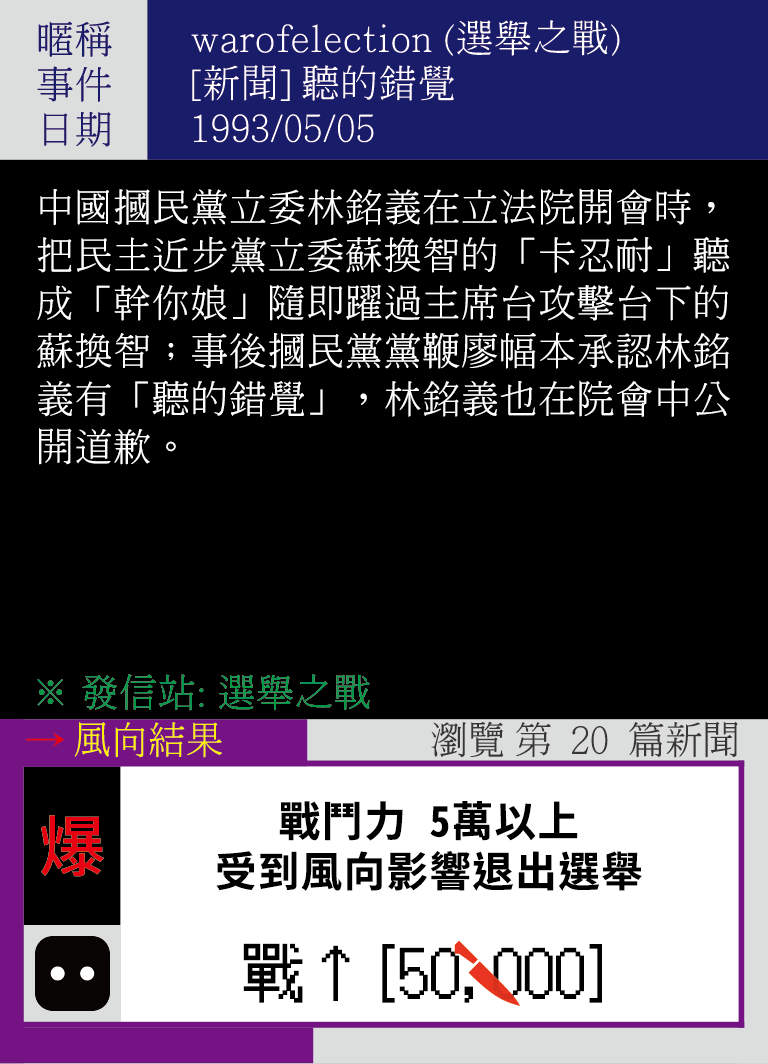 暱稱 warofelection (選舉之戰)
事件 [新聞] 聽的錯覺
日期 1993/05/05
中國摑民黨立委林銘義在立法院開會時，
把民主近步黨立委蘇換智的「卡忍耐」聽
成「幹你娘」隨即躍過主席台攻擊台下的
蘇換智；事後摑民黨黨鞭廖幅本承認林銘
義有「聽的錯覺」，林銘義也在院會中公
開道歉。
※ 發信站: 選舉之戰
→ 風向結果 瀏覽 第 20 篇新聞
爆
戰鬥力 5萬以上
受到風向影響退出選舉
戰↑[50,000]